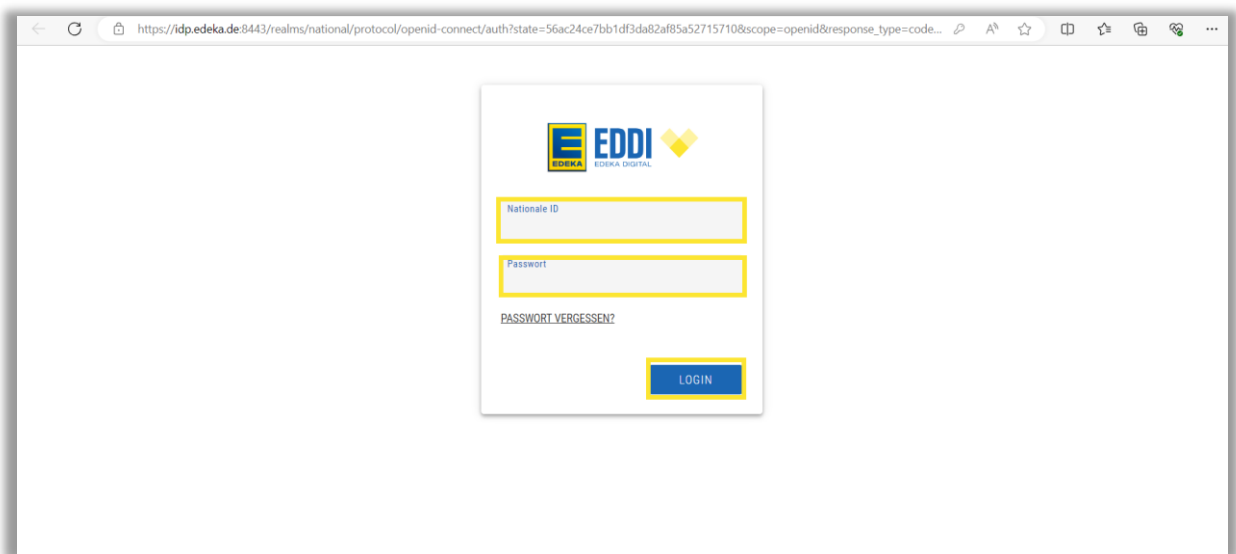 https://idp.edeka.de:8443/realms/national/protocol/openid-connect/auth?state=56ac24ce7bb1df3da82af85a52715710&scope=openid&response_type=code...
EDDI
EDEKA EDEKA DIGITAL
Nationale ID
Passwort
PASSWORT VERGESSEN?
LOGIN